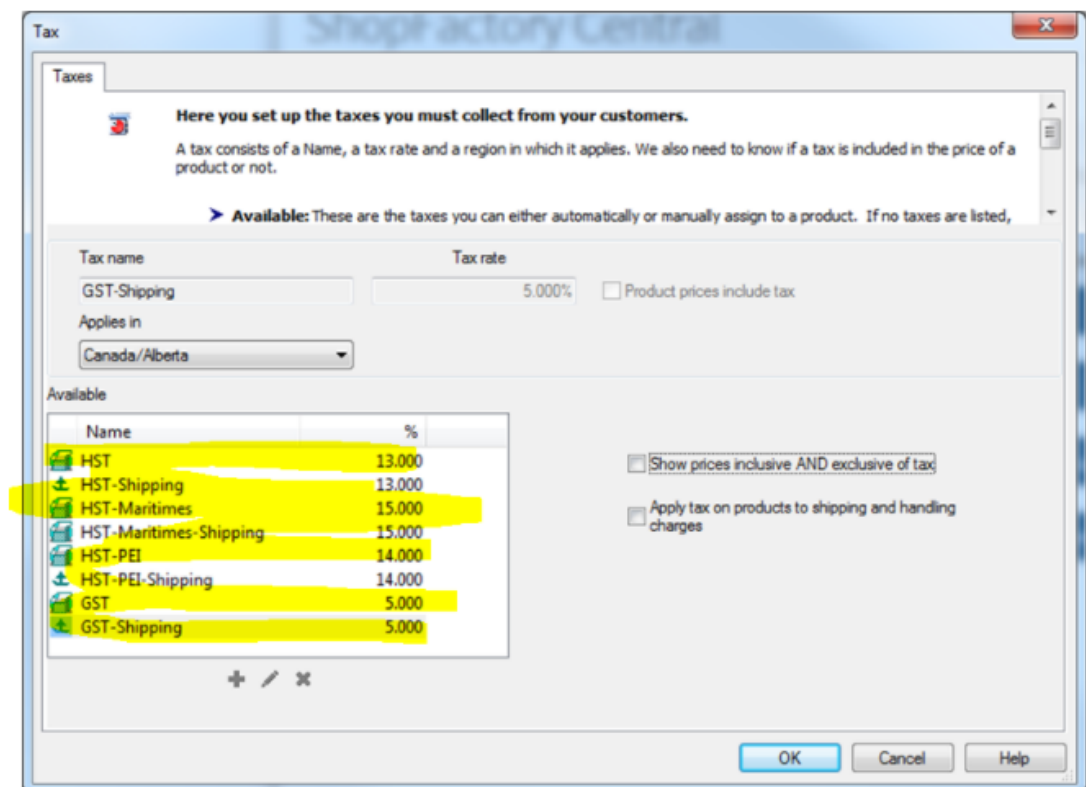 ShopFactory Central
Tax
Taxes
Here you set up the taxes you must collect from your customers.
A tax consists of a Name, a tax rate and a region in which it applies. We also need to know if a tax is included in the price of a
product or not.
Available: These are the taxes you can either automatically or manually assign to a product. If no taxes are listed,
Tax name Tax rate
GST-Shipping 5.000% Product prices include tax
Applies in
Canada/Alberta
Available
Name %
HST 13.000
HST-Shipping 13.000
HST-Maritimes 15.000
HST-Maritimes-Shipping 15.000
HST-PEI 14.000
HST-PEI-Shipping 14.000
GST 5.000
GST-Shipping 5.000
Show prices inclusive AND exclusive of tax
Apply tax on products to shipping and handling
charges
OK Cancel Help